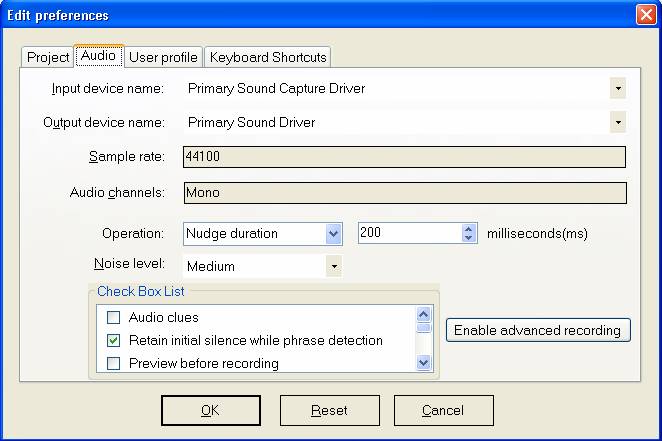 Edit preferences
Project Audio User profile Keyboard Shortcuts
Input device name: Primary Sound Capture Driver
Output device name: Primary Sound Driver
Sample rate: 44100
Audio channels: Mono
Operation: Nudge duration 200 milliseconds(ms)
Noise level: Medium
Check Box List
Audio clues
Retain initial silence while phrase detection
Preview before recording
Enable advanced recording
OK Reset Cancel